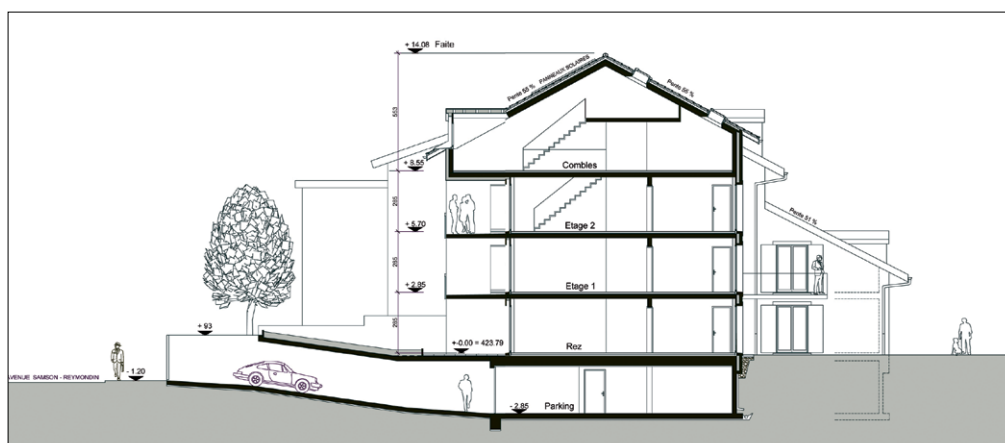 + 14.08 Faite
Pente 55 % PANNEAUX SOLAIRES
Pente 55 %
553
+ 8.55
Combles
285
+ 5.70
Etage 2
Pente 51 %
285
+ 2.85
Etage 1
285
+ 93
+-0.00 = 423.79
Rez
AVENUE SAMSON - REYMONDIN
- 1.20
- 2.85
Parking